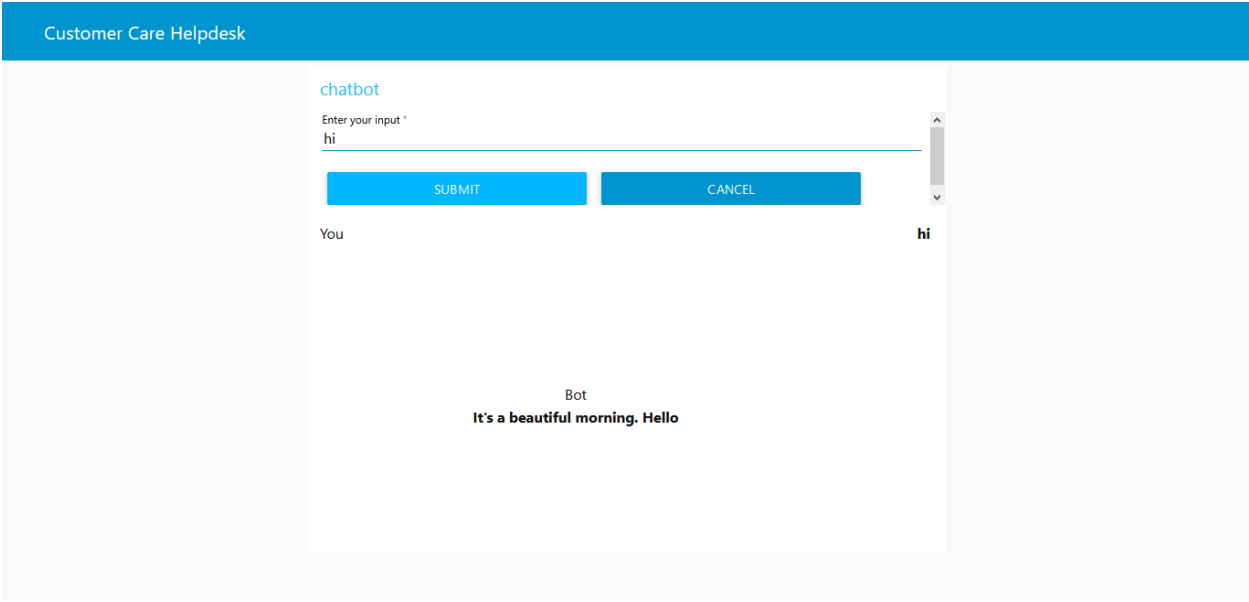 Customer Care Helpdesk
chatbot
Enter your input *
hi
SUBMIT CANCEL
You hi
Bot
It's a beautiful morning. Hello